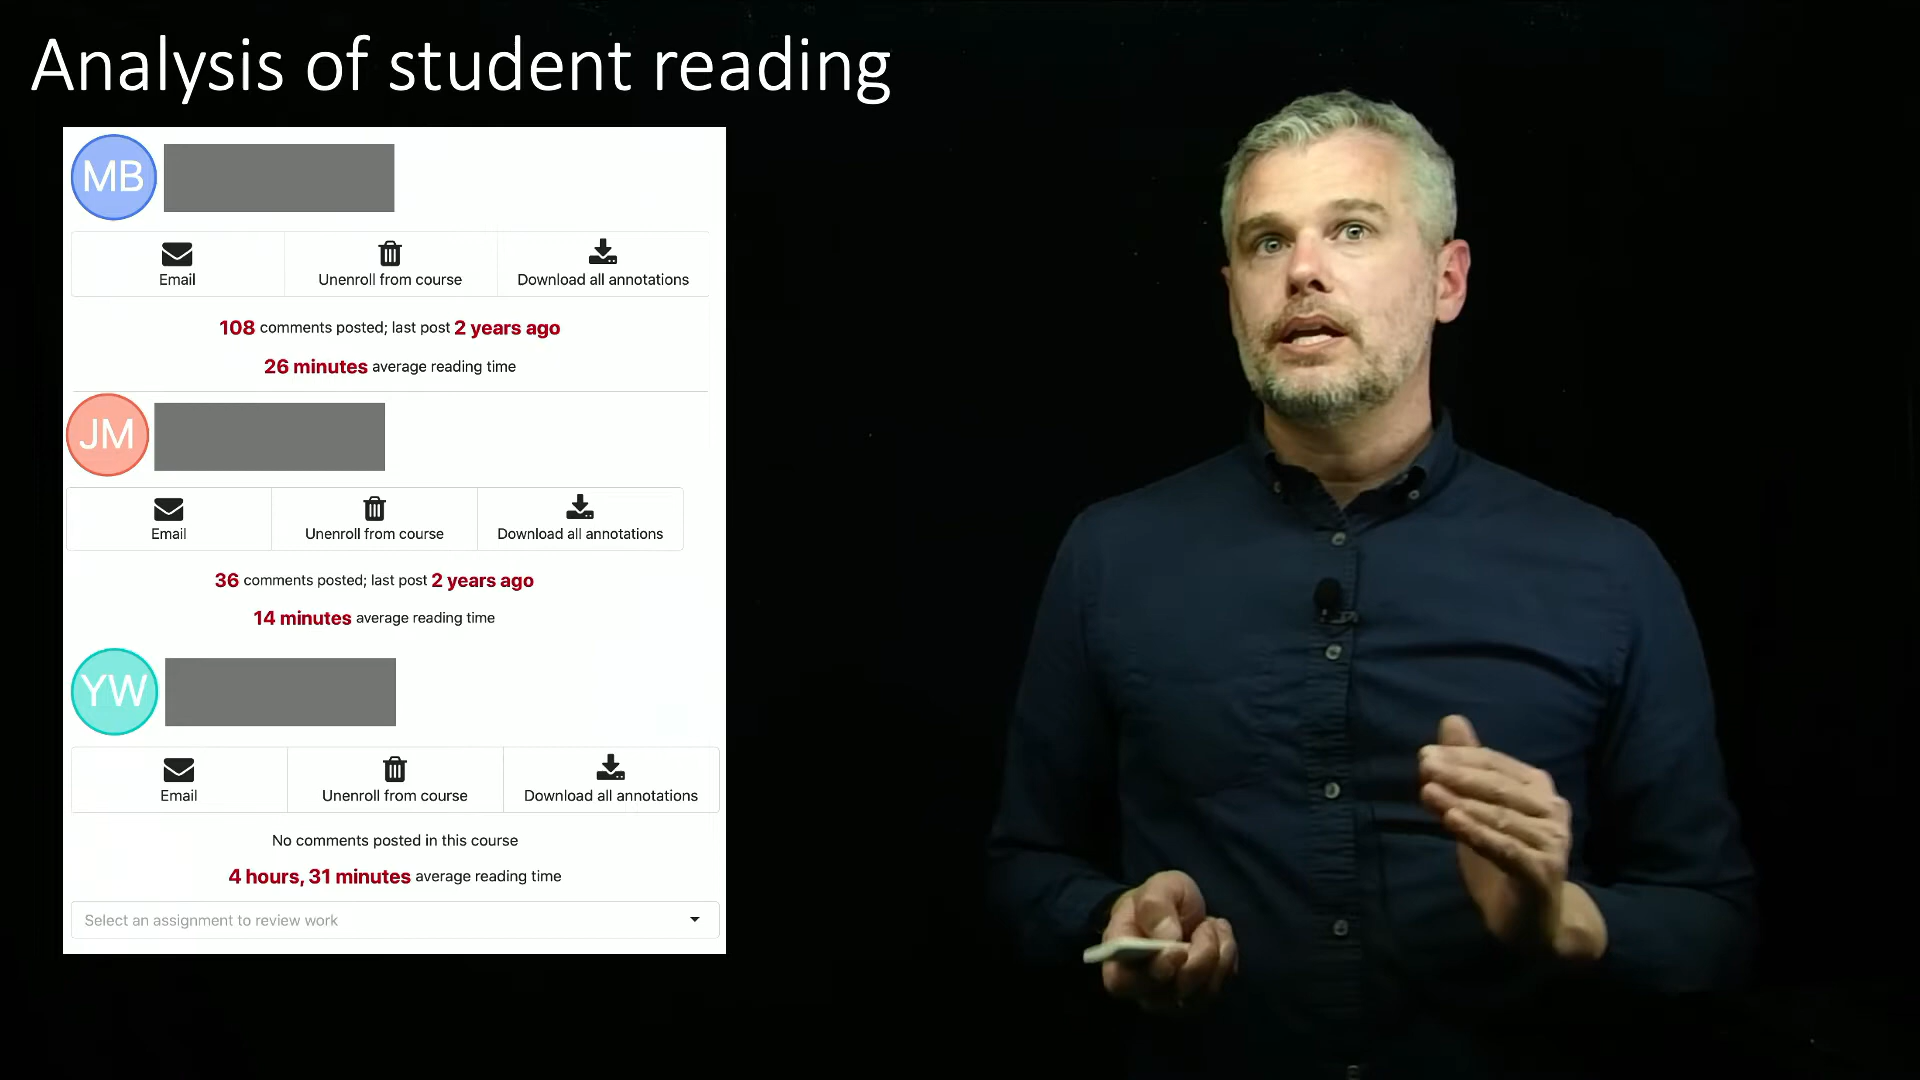 Analysis of student reading
MB
Email Unenroll from course Download all annotations
108 comments posted; last post 2 years ago
26 minutes average reading time
JM
Email Unenroll from course Download all annotations
36 comments posted; last post 2 years ago
14 minutes average reading time
YW
Email Unenroll from course Download all annotations
No comments posted in this course
4 hours, 31 minutes average reading time
Select an assignment to review work